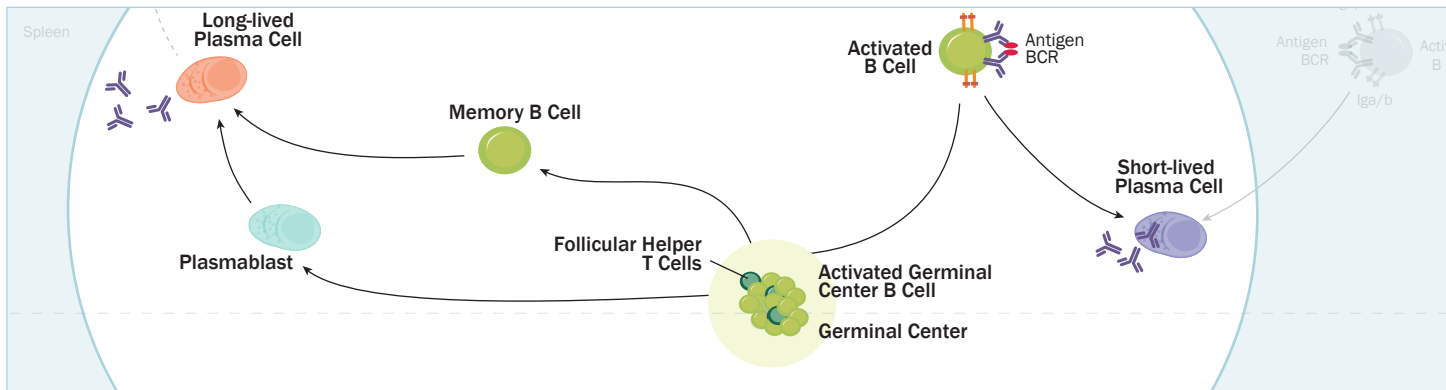 Spleen
Long-lived
Plasma Cell
Activated
B Cell
Antigen
BCR
Antigen
BCR
Iga/b
Memory B Cell
Short-lived
Plasma Cell
Follicular Helper
T Cells
Plasmablast
Activated Germinal
Center B Cell
Germinal Center